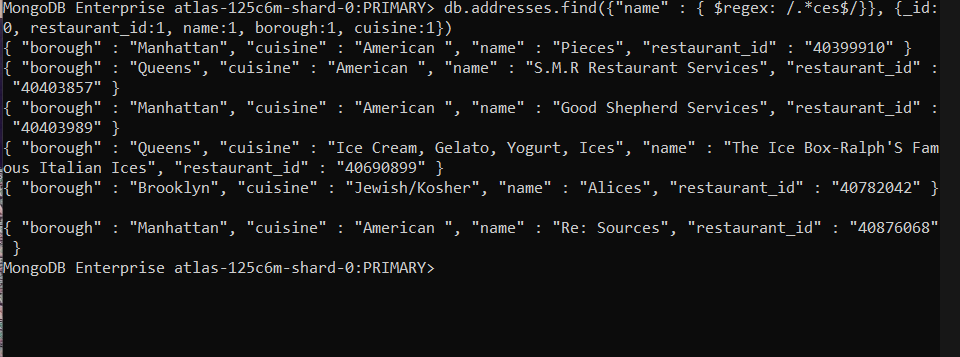 MongoDB Enterprise atlas-125c6m-shard-0:PRIMARY> db.addresses.find({"name" : { $regex: /.*ces$/}}, {_id:
0, restaurant_id:1, name:1, borough:1, cuisine:1})
{ "borough" : "Manhattan", "cuisine" : "American ", "name" : "Pieces", "restaurant_id" : "40399910" }
{ "borough" : "Queens", "cuisine" : "American ", "name" : "S.M.R Restaurant Services", "restaurant_id" :
 "40403857" }
{ "borough" : "Manhattan", "cuisine" : "American ", "name" : "Good Shepherd Services", "restaurant_id" :
 "40403989" }
{ "borough" : "Queens", "cuisine" : "Ice Cream, Gelato, Yogurt, Ices", "name" : "The Ice Box-Ralph'S Fam
ous Italian Ices", "restaurant_id" : "40690899" }
{ "borough" : "Brooklyn", "cuisine" : "Jewish/Kosher", "name" : "Alices", "restaurant_id" : "40782042" }
{ "borough" : "Manhattan", "cuisine" : "American ", "name" : "Re: Sources", "restaurant_id" : "40876068"
 }
MongoDB Enterprise atlas-125c6m-shard-0:PRIMARY>